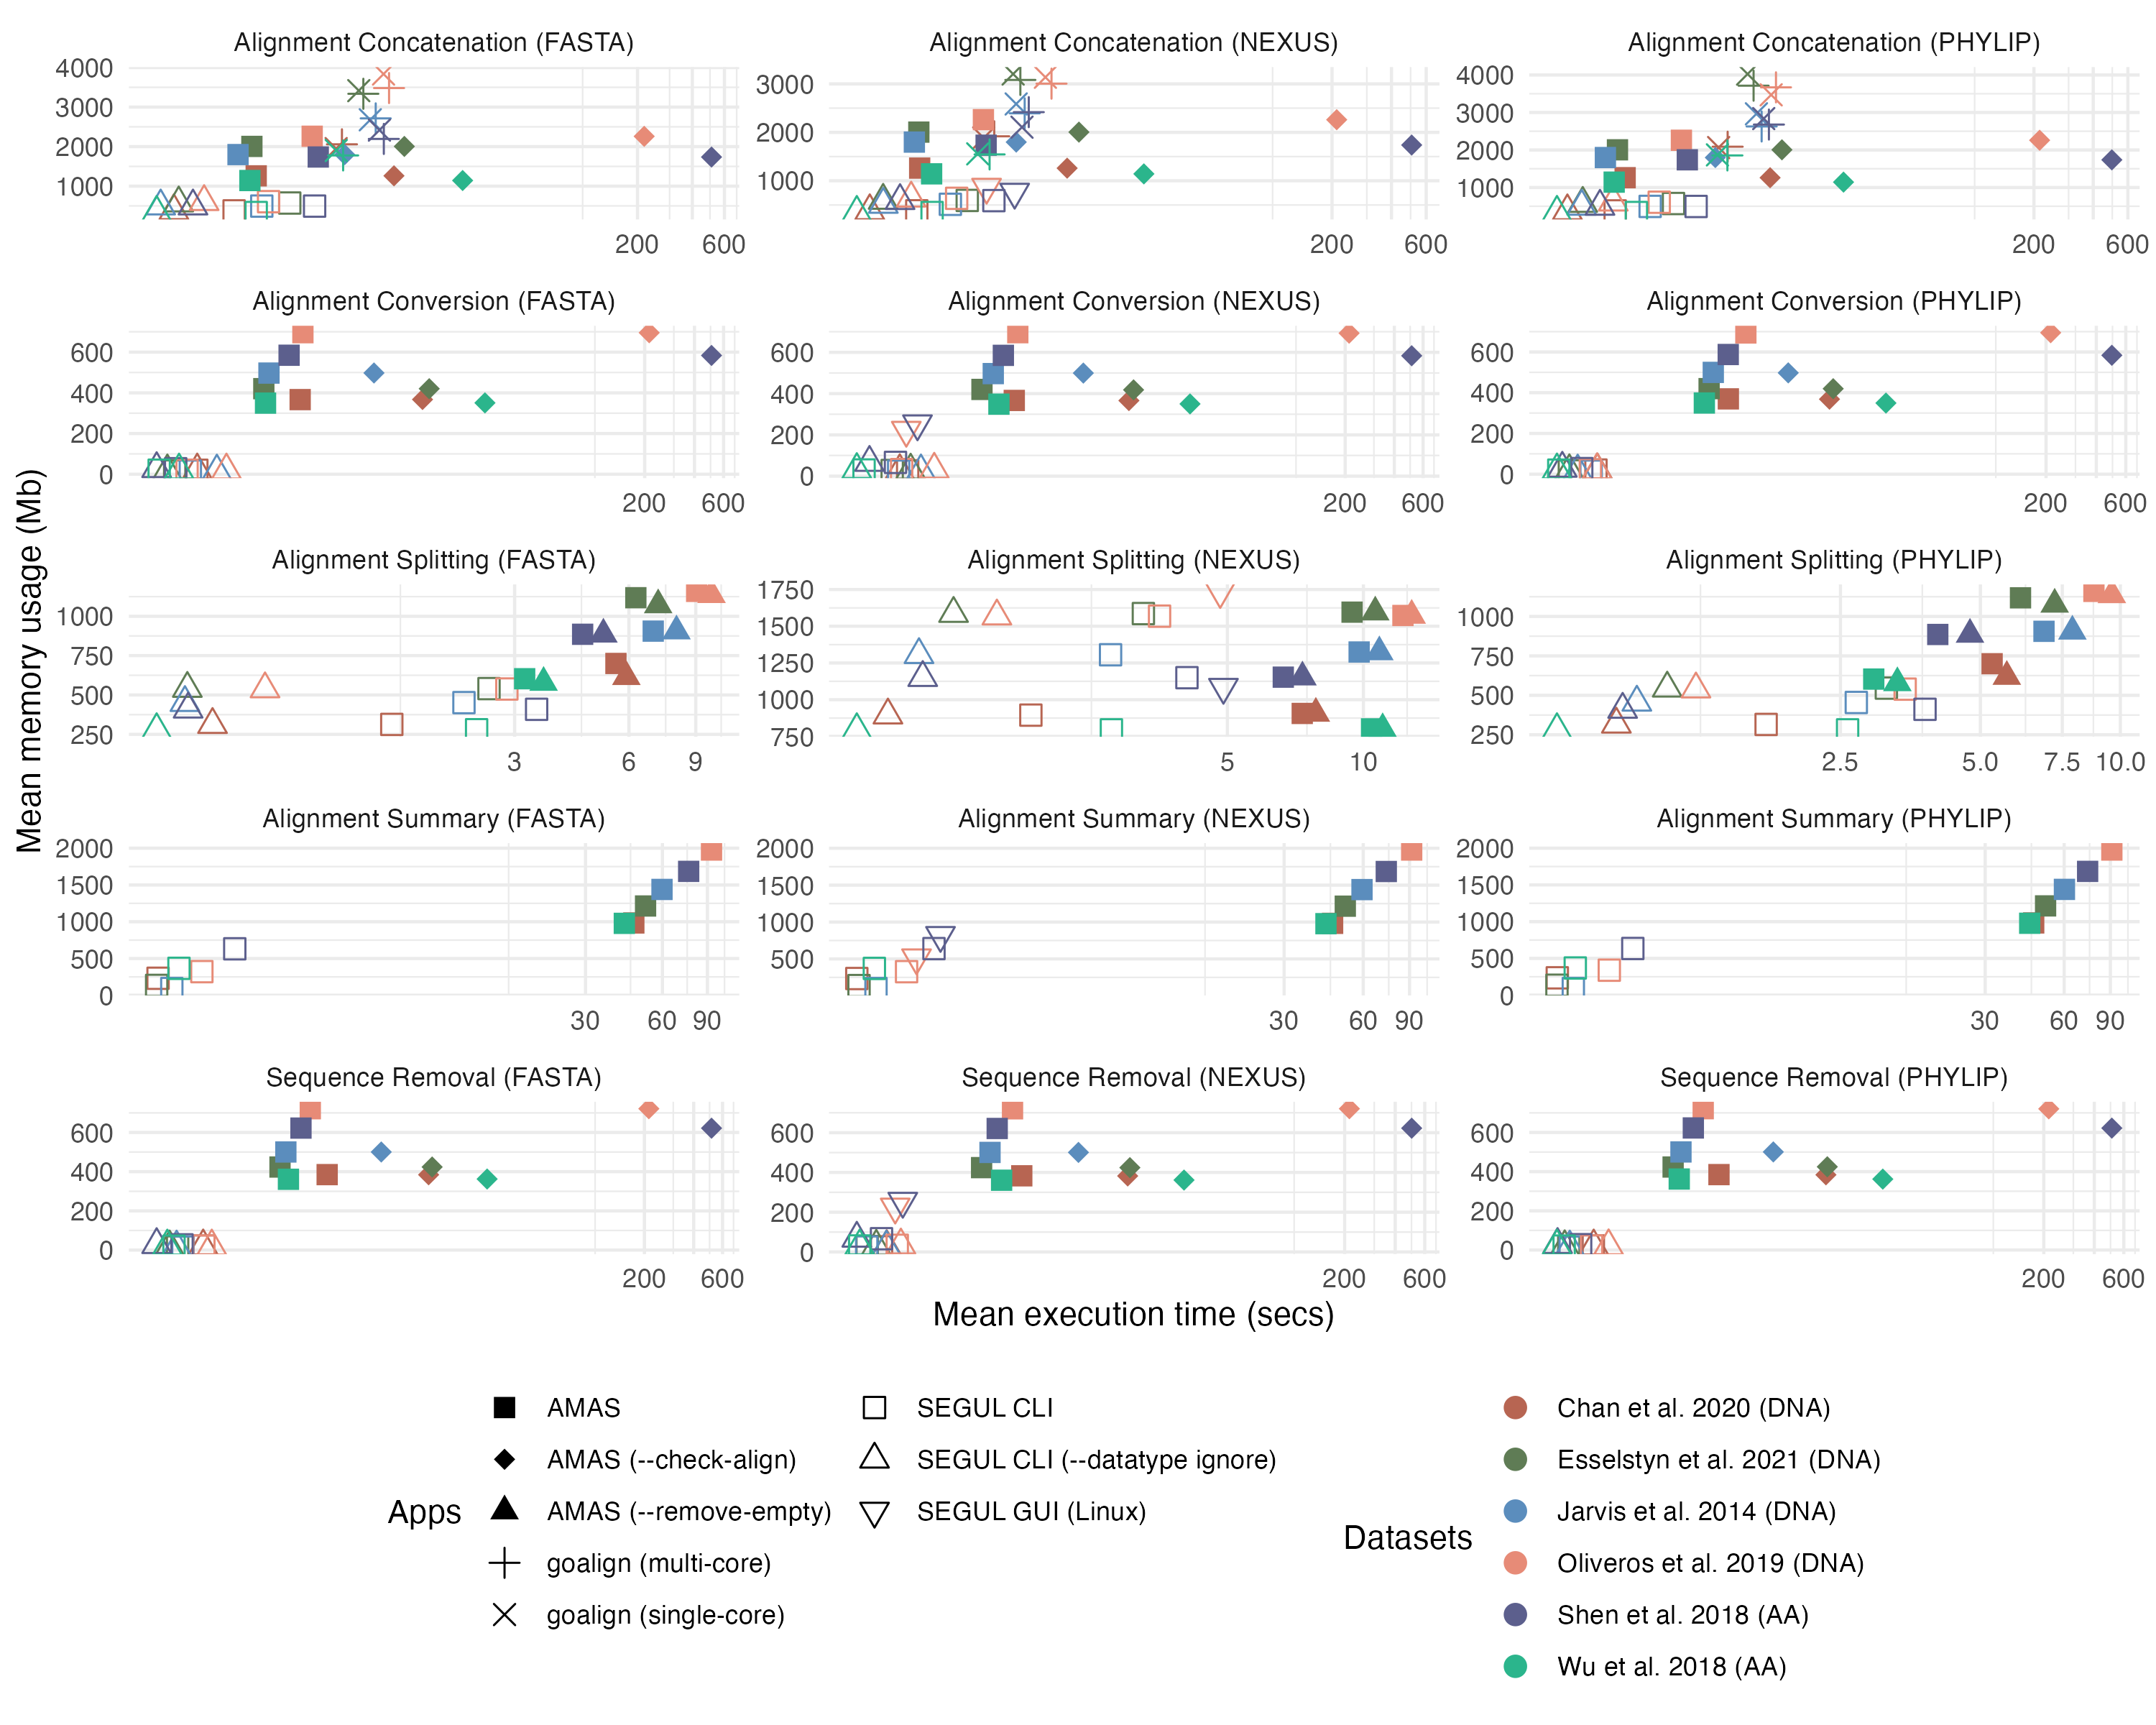 Alignment Concatenation (FASTA)
4000
3000
2000
1000
200 600
Alignment Concatenation (NEXUS)
3000
2000
1000
200 600
Alignment Concatenation (PHYLIP)
4000
3000
2000
1000
200 600
Alignment Conversion (FASTA)
600
400
200
0
200 600
Alignment Conversion (NEXUS)
600
400
200
0
200 600
Alignment Conversion (PHYLIP)
600
400
200
0
200 600
Alignment Splitting (FASTA)
1000
750
500
250
3 6 9
Alignment Splitting (NEXUS)
1750
1500
1250
1000
750
5 10
Alignment Splitting (PHYLIP)
1000
750
500
250
2.5 5.0 7.5 10.0
Alignment Summary (FASTA)
2000
1500
1000
500
0
30 60 90
Alignment Summary (NEXUS)
2000
1500
1000
500
30 60 90
Alignment Summary (PHYLIP)
2000
1500
1000
500
0
30 60 90
Sequence Removal (FASTA)
600
400
200
0
200 600
Sequence Removal (NEXUS)
600
400
200
0
200 600
Sequence Removal (PHYLIP)
600
400
200
0
200 600
Mean memory usage (Mb)
Mean execution time (secs)
Apps
AMAS
AMAS (--check-align)
AMAS (--remove-empty)
goalign (multi-core)
goalign (single-core)
SEGUL CLI
SEGUL CLI (--datatype ignore)
SEGUL GUI (Linux)
Datasets
Chan et al. 2020 (DNA)
Esselstyn et al. 2021 (DNA)
Jarvis et al. 2014 (DNA)
Oliveros et al. 2019 (DNA)
Shen et al. 2018 (AA)
Wu et al. 2018 (AA)